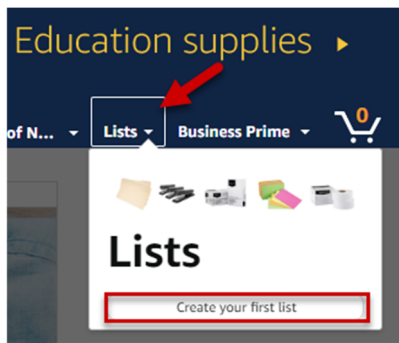 Education supplies
of N... Lists Business Prime 0
Lists
Create your first list